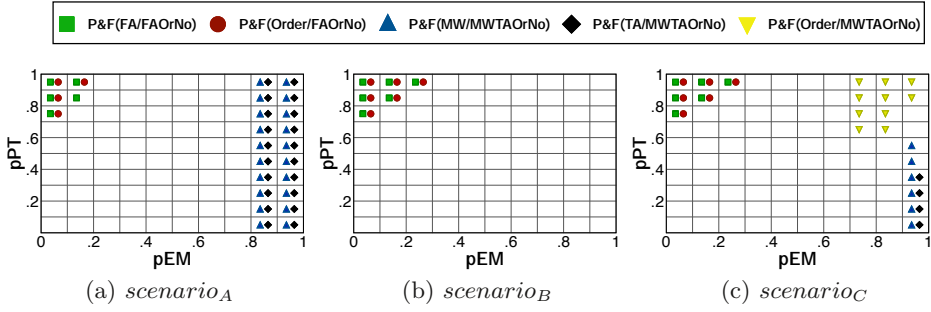 P&F(FA/FAOrNo) P&F(Order/FAOrNo) P&F(MW/MWTAOrNo) P&F(TA/MWTAOrNo) P&F(Order/MWTAOrNo)
1 1 1
.8 .8 .8
.6 .6 .6
pPT pPT pPT
.4 .4 .4
.2 .2 .2
0 .2 .4 .6 .8 1 0 .2 .4 .6 .8 1 0 .2 .4 .6 .8 1
pEM pEM pEM
(a) scenario_A (b) scenario_B (c) scenario_C